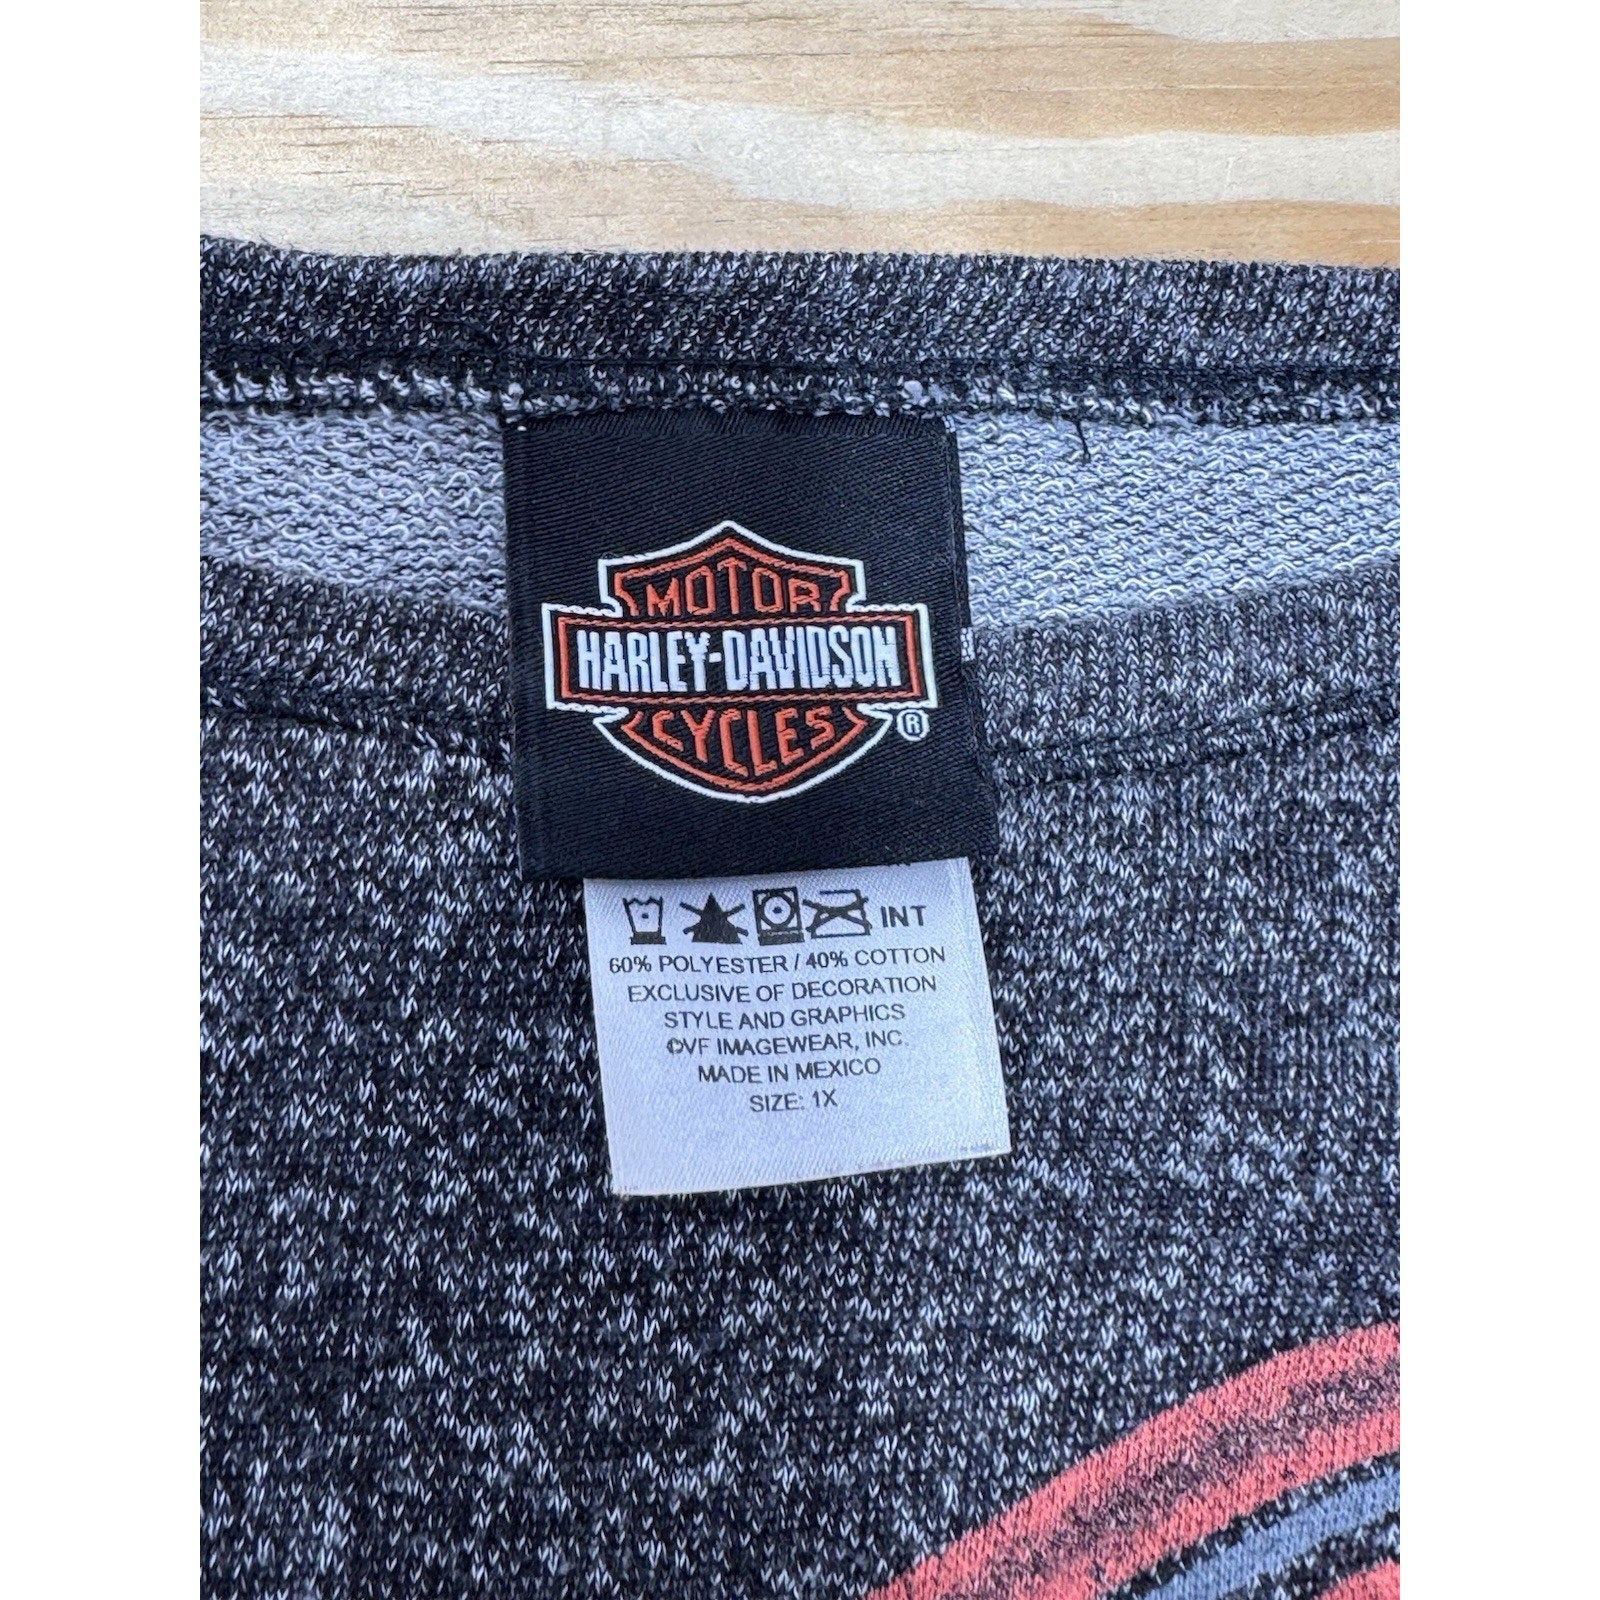 MOTOR
HARLEY-DAVIDSON
CYCLES
®
INT
60% POLYESTER / 40% COTTON
EXCLUSIVE OF DECORATION
STYLE AND GRAPHICS
©VF IMAGEWEAR, INC.
MADE IN MEXICO
SIZE: 1X